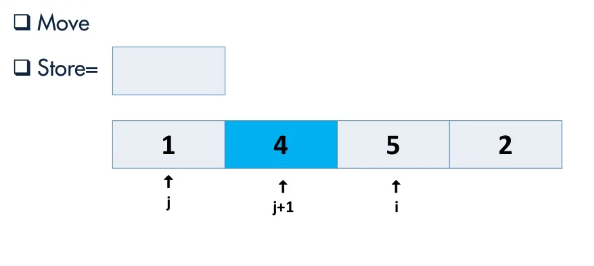 Move
Store=
1 4 5 2
↑ ↑ ↑
j j+1 i